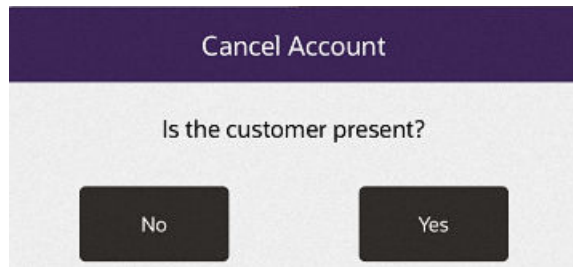 Cancel Account
Is the customer present?
No
Yes